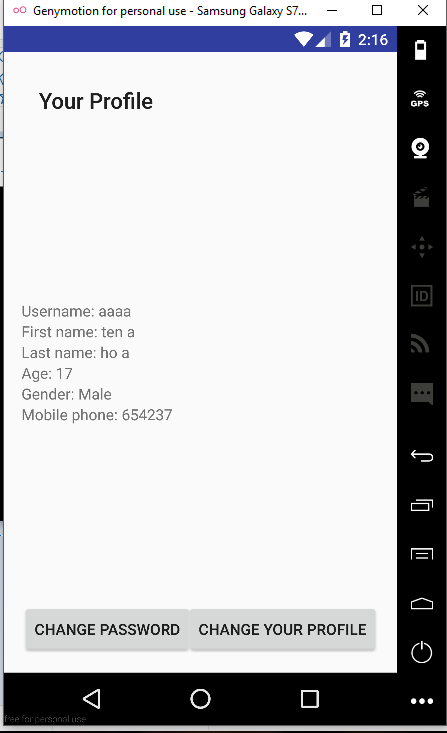 Genymotion for personal use - Samsung Galaxy S7...
2:16
GPS
Your Profile
ID
Username: aaaa
First name: ten a
Last name: ho a
Age: 17
Gender: Male
Mobile phone: 654237
CHANGE PASSWORD
CHANGE YOUR PROFILE
free for personal use